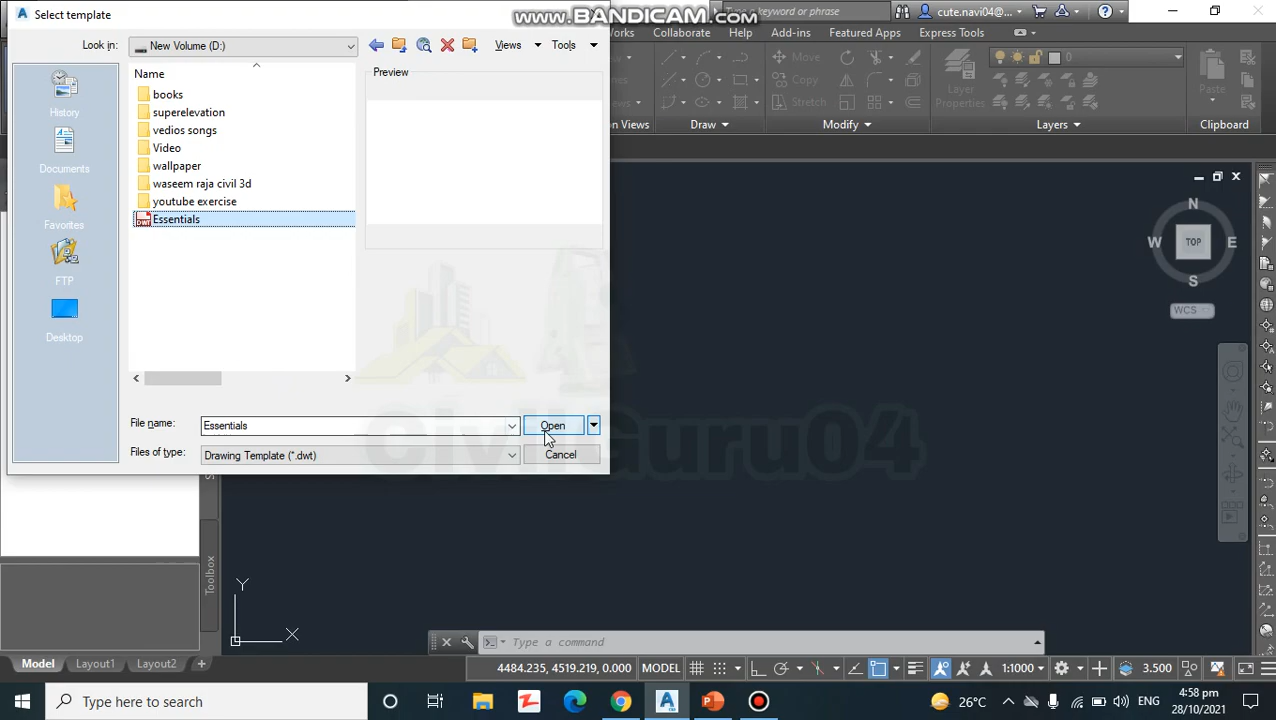 Select template
www.BANDICAM.com
Type a keyword or phrase
cute.navi04@...
Collaborate
Help
Add-ins
Featured Apps
Express Tools
Look in:
New Volume (D:)
Views
Tools
Name
Preview
books
superelevation
vedios songs
Video
wallpaper
waseem raja civil 3d
youtube exercise
Essentials
History
Documents
Favorites
FTP
Desktop
Move
Copy
Stretch
Layer
Properties
0
Paste
Draw
Modify
Layers
Clipboard
N
W
TOP
E
S
WCS
File name:
Essentials
Open
Files of type:
Drawing Template (*.dwt)
Cancel
Civil Guru04
Toolbox
Y
X
Type a command
Model
Layout1
Layout2
4484.235, 4519.219, 0.000
MODEL
1:1000
3.500
Type here to search
26°C
ENG
4:58 pm
28/10/2021